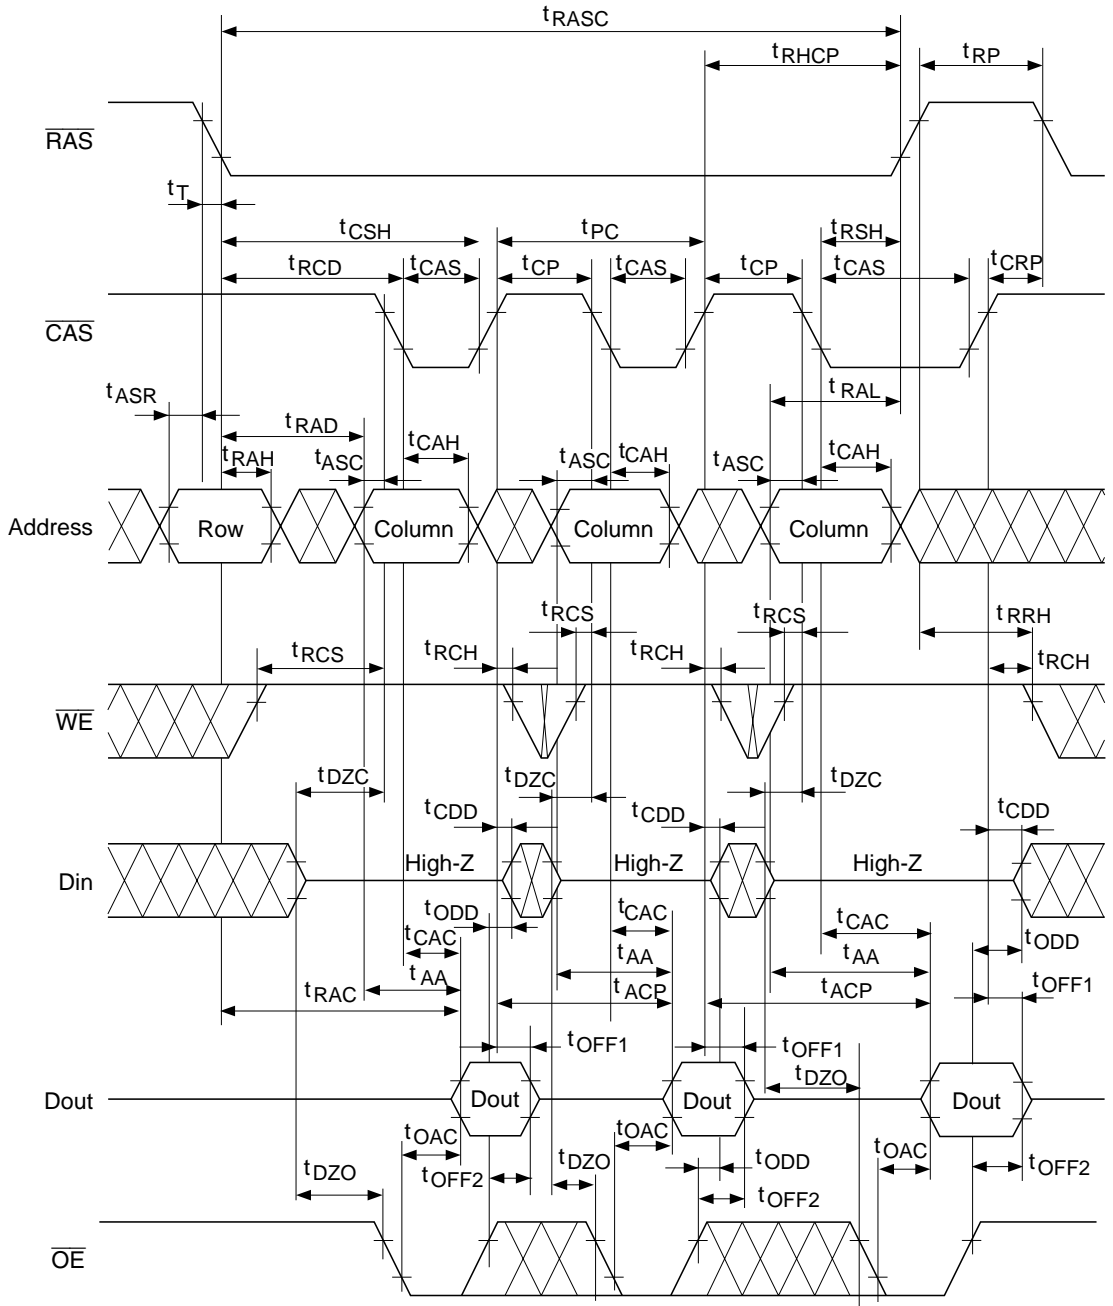 tRASC
tRHCP tRP
RAS
tT
tCSH tPC tRSH
tRCD tCAS tCP tCAS tCP tCAS tCRP
CAS
tASR tRAL
tRAD
tRAH tASC tCAH tASC tCAH tASC tCAH
Address Row Column Column Column
tRCS tRCS tRRH
tRCS tRCH tRCH tRCH
WE
tDZC tDZC tDZC
tCDD tCDD tCDD
Din High-Z High-Z High-Z
tODD tCAC tCAC
tCAC tODD
tAA tAA tAA
tRAC tACP tACP tOFF1
tOFF1 tOFF1
tDZO
Dout Dout Dout Dout
tOAC tOAC tOAC
tDZO tOFF2 tDZO tODD tOFF2
tOFF2
OE